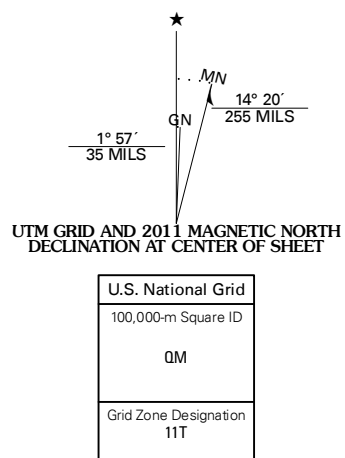 ★
MN
GN
14° 20´
255 MILS
1° 57´
35 MILS
UTM GRID AND 2011 MAGNETIC NORTH
DECLINATION AT CENTER OF SHEET
U.S. National Grid
100,000-m Square ID
QM
Grid Zone Designation
11T